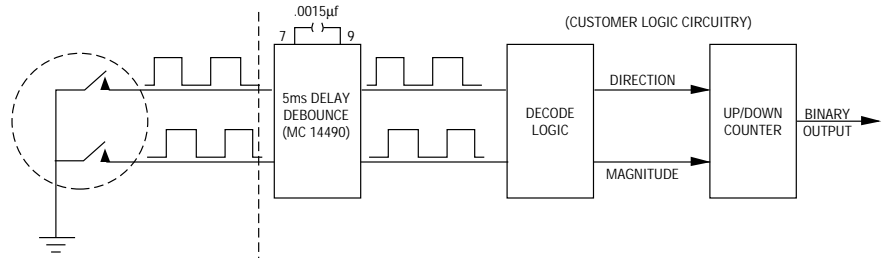 .0015µf
7 9
(CUSTOMER LOGIC CIRCUITRY)
5ms DELAY
DEBOUNCE
(MC 14490)
DECODE
LOGIC
DIRECTION
MAGNITUDE
UP/DOWN
COUNTER
BINARY
OUTPUT